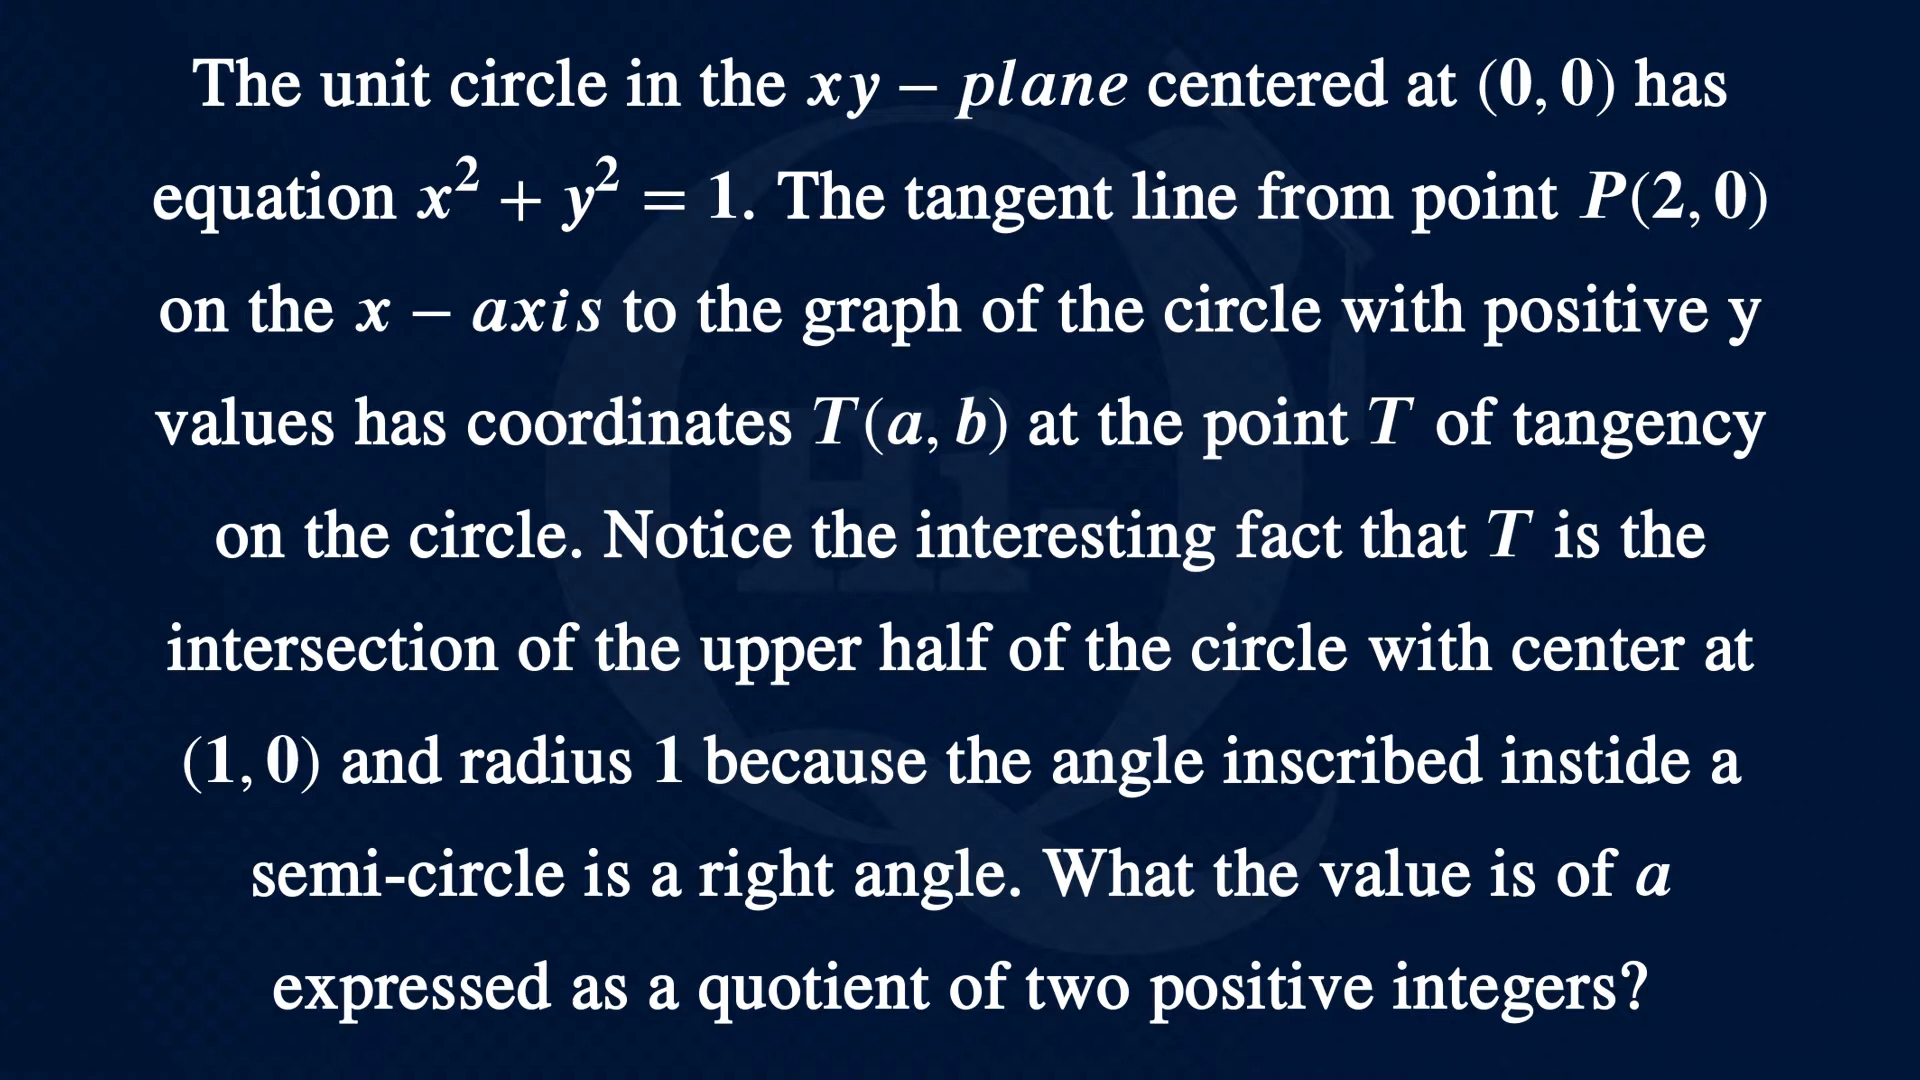 The unit circle in the xy – plane centered at (0, 0) has
equation x² + y² = 1. The tangent line from point P(2, 0)
on the x – axis to the graph of the circle with positive y
values has coordinates T(a, b) at the point T of tangency
on the circle. Notice the interesting fact that T is the
intersection of the upper half of the circle with center at
(1, 0) and radius 1 because the angle inscribed instide a
semi-circle is a right angle. What the value is of a
expressed as a quotient of two positive integers?
Hi-